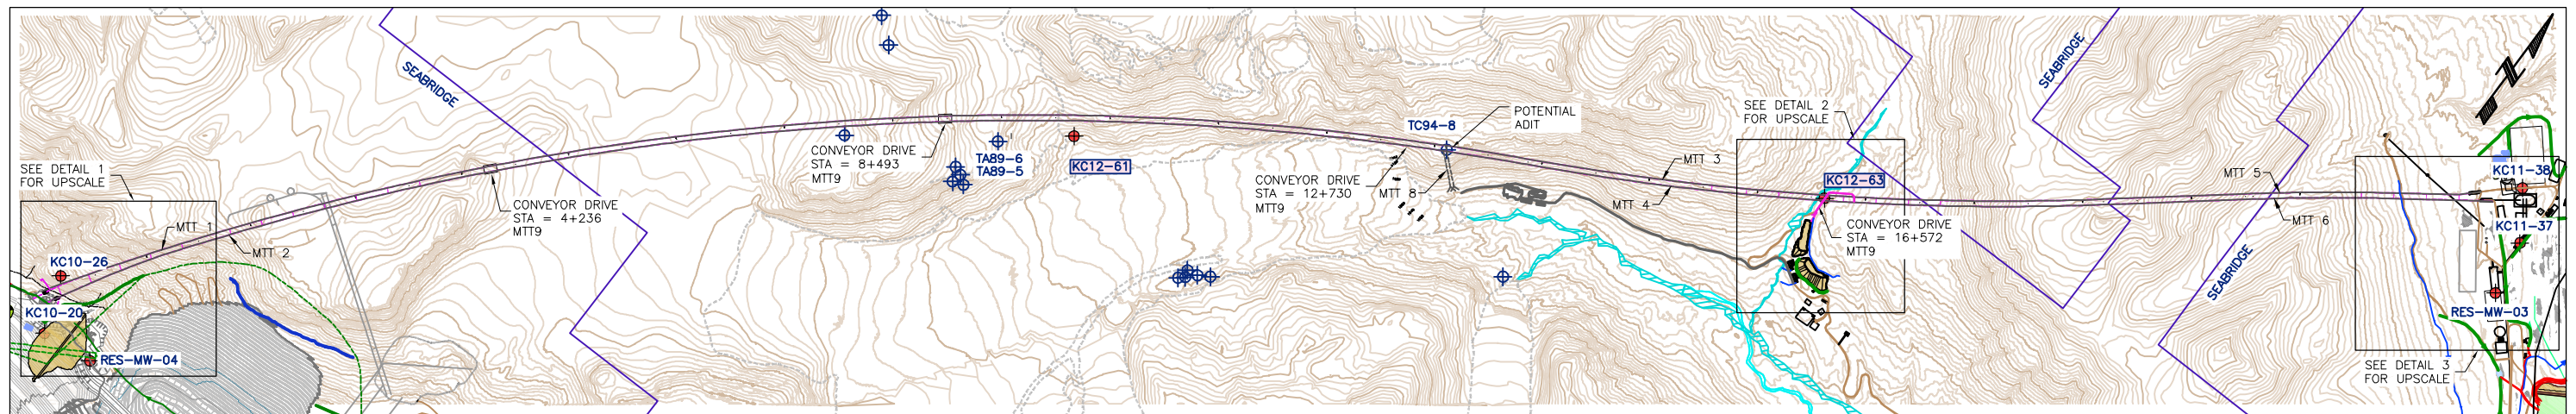 SEABRIDGE
SEE DETAIL 1
FOR UPSCALE
MTT 1
MTT 2
KC10-26
KC10-20
RES-MW-04
CONVEYOR DRIVE
STA = 4+236
MTT9
CONVEYOR DRIVE
STA = 8+493
MTT9
TA89-6
TA89-5
KC12-61
TC94-8
POTENTIAL
ADIT
CONVEYOR DRIVE
STA = 12+730
MTT9
MTT 8
MTT 3
MTT 4
SEE DETAIL 2
FOR UPSCALE
KC12-63
CONVEYOR DRIVE
STA = 16+572
MTT9
SEABRIDGE
MTT 5
MTT 6
SEABRIDGE
N
KC11-38
KC11-37
RES-MW-03
SEE DETAIL 3
FOR UPSCALE